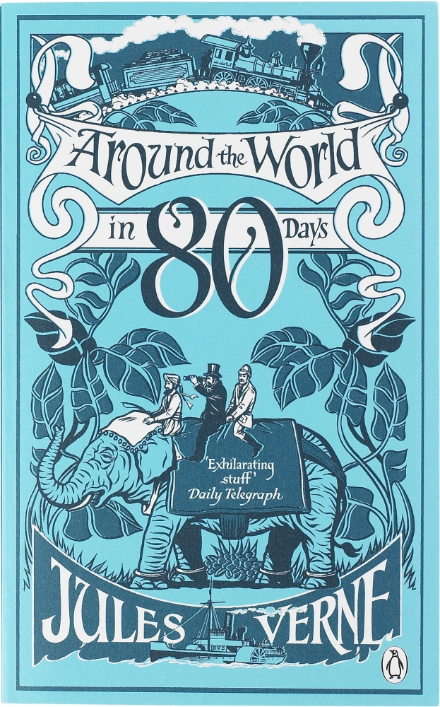 Around the World
in 80 Days
'Exhilarating
stuff'
Daily Telegraph
JULES VERNE